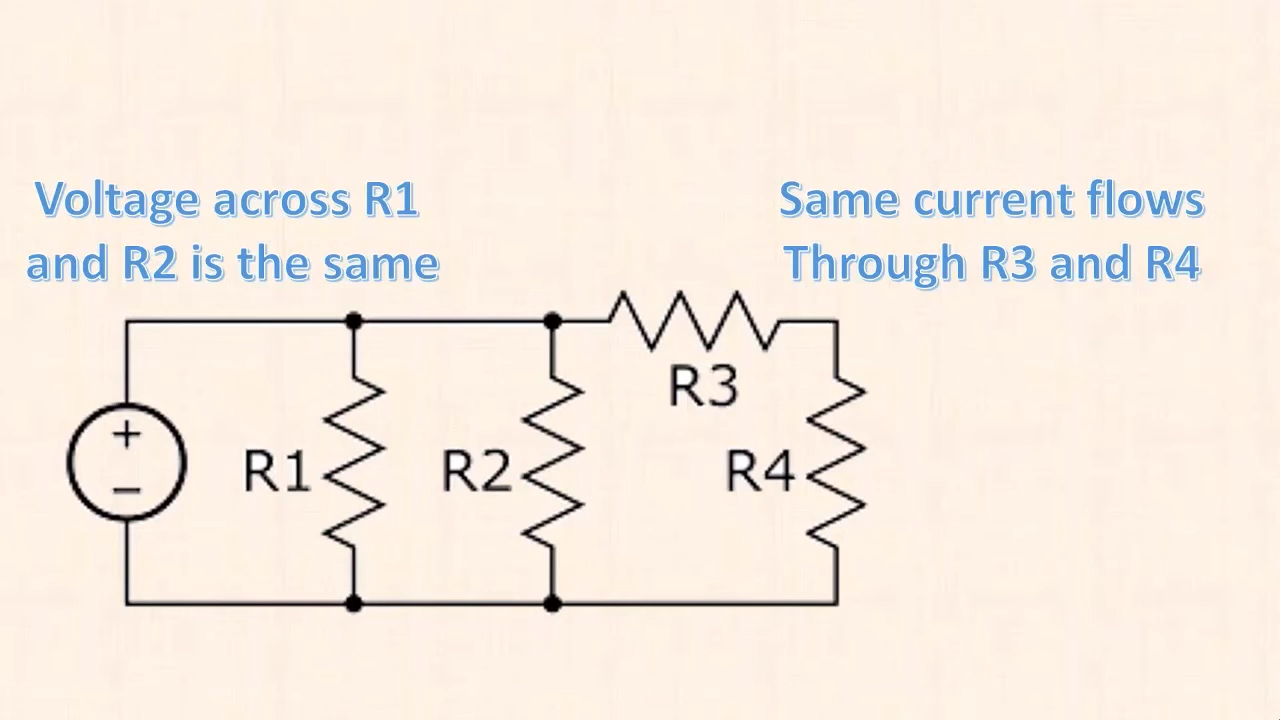 Voltage across R1
and R2 is the same
Same current flows
Through R3 and R4
R3
+
−
R1
R2
R4